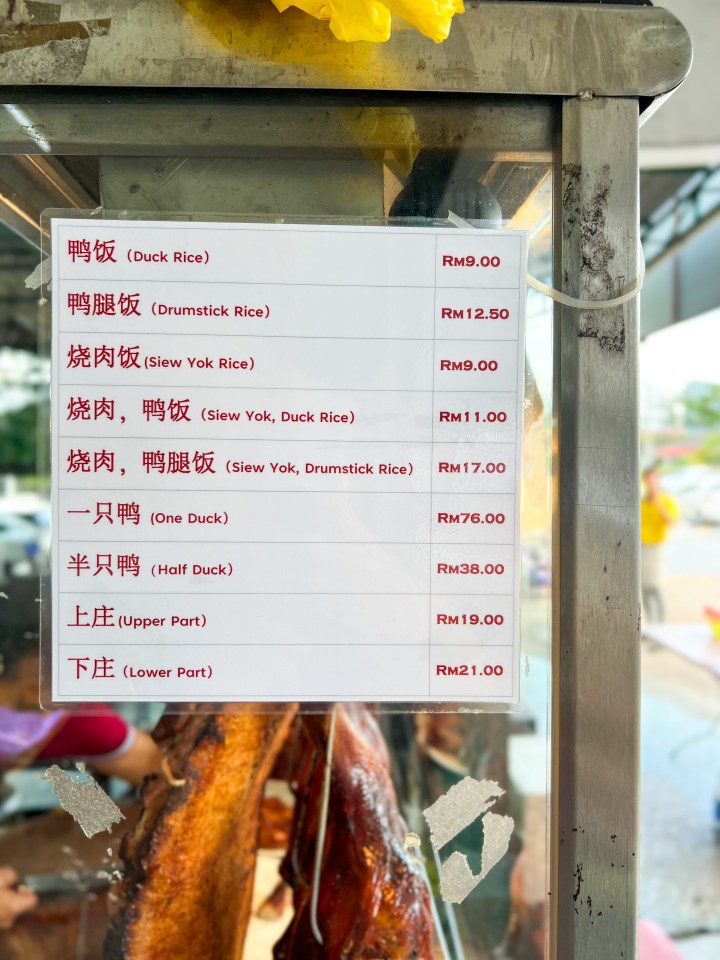 鸭饭 (Duck Rice) RM9.00
鸭腿饭 (Drumstick Rice) RM12.50
烧肉饭 (Siew Yok Rice) RM9.00
烧肉，鸭饭 (Siew Yok, Duck Rice) RM11.00
烧肉，鸭腿饭 (Siew Yok, Drumstick Rice) RM17.00
一只鸭 (One Duck) RM76.00
半只鸭 (Half Duck) RM38.00
上庄 (Upper Part) RM19.00
下庄 (Lower Part) RM21.00